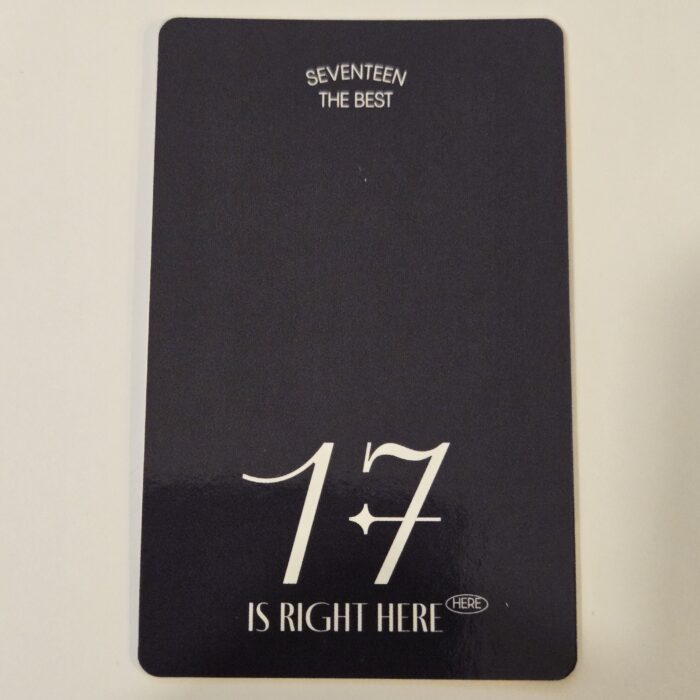 SEVENTEEN
THE BEST
17
IS RIGHT HERE HERE